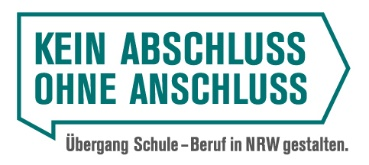 KEIN ABSCHLUSS
OHNE ANSCHLUSS
Übergang Schule – Beruf in NRW gestalten.